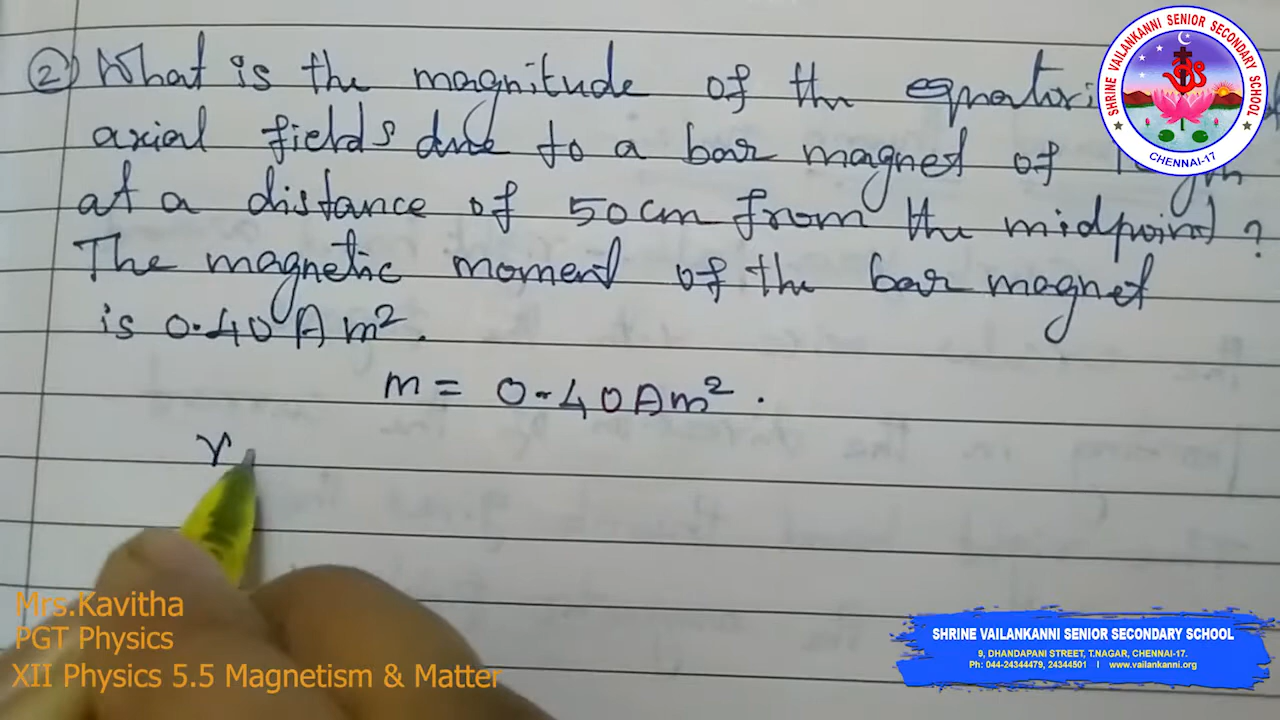 ② What is the magnitude of the
axial fields due to a bar magnet of
at a distance of 50cm from the midpoint?
The magnetic moment of the bar magnet
is 0.40 A m².
m = 0.40 Am².
r
SHRINE VAILANKANNI SENIOR SECONDARY SCHOOL
CHENNAI-17
Mrs.Kavitha
PGT Physics
XII Physics 5.5 Magnetism & Matter
SHRINE VAILANKANNI SENIOR SECONDARY SCHOOL
9, DHANDAPANI STREET, T.NAGAR, CHENNAI-17.
Ph: 044-24344479, 24344501 | www.vailankanni.org